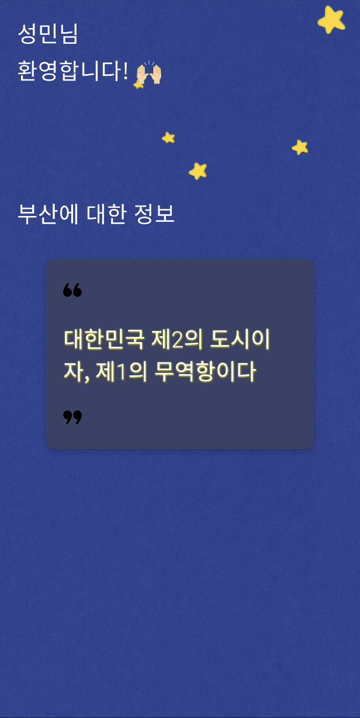 성민님
환영합니다! 🙌🏻
부산에 대한 정보
❝
대한민국 제2의 도시이
자, 제1의 무역항이다
❞